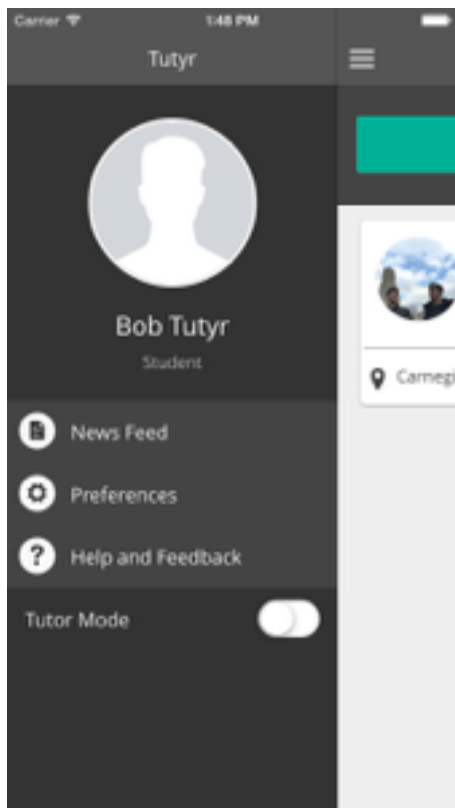 Carrier 1:48 PM
Tutyr
Bob Tutyr
Student
News Feed
Preferences
Help and Feedback
Tutor Mode
Carnegi